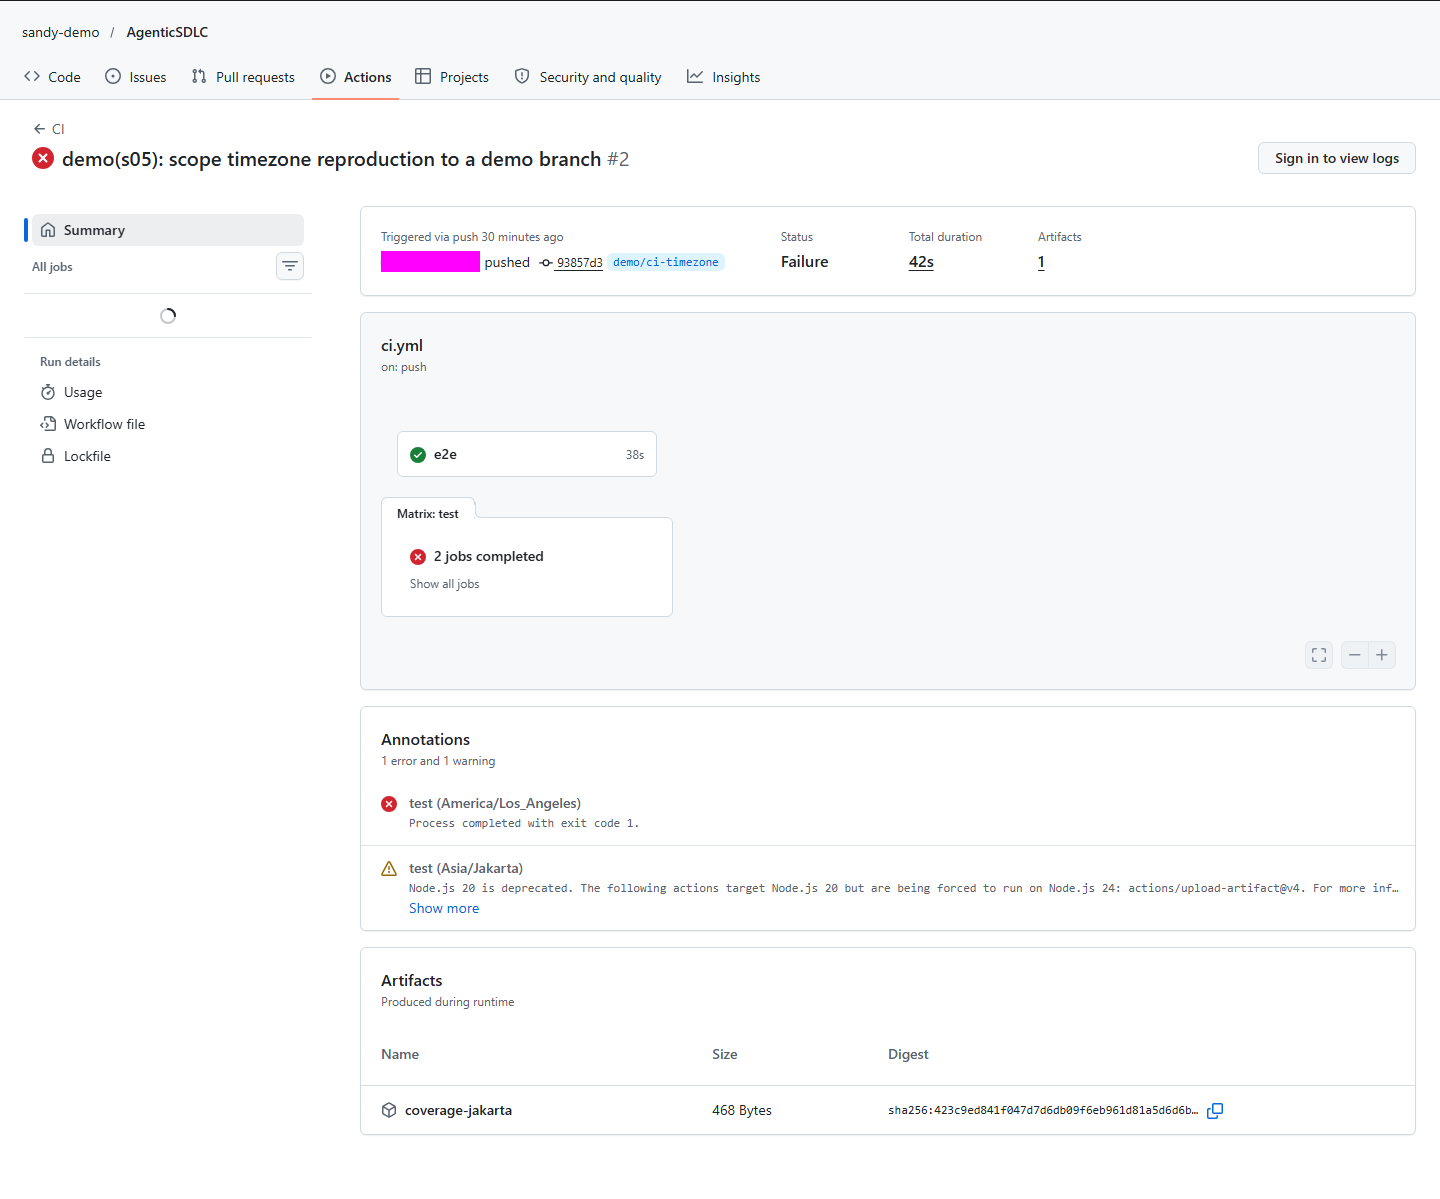 sandy-demo / AgenticSDLC
Code Issues Pull requests Actions Projects Security and quality Insights
CI
demo(s05): scope timezone reproduction to a demo branch #2
Sign in to view logs
Summary
All jobs
Run details
Usage
Workflow file
Lockfile
Triggered via push 30 minutes ago
pushed 93857d3 demo/ci-timezone
Status
Failure
Total duration
42s
Artifacts
1
ci.yml
on: push
e2e 38s
Matrix: test
2 jobs completed
Show all jobs
Annotations
1 error and 1 warning
test (America/Los_Angeles)
Process completed with exit code 1.
test (Asia/Jakarta)
Node.js 20 is deprecated. The following actions target Node.js 20 but are being forced to run on Node.js 24: actions/upload-artifact@v4. For more inf…
Show more
Artifacts
Produced during runtime
Name Size Digest
coverage-jakarta 468 Bytes sha256:423c9ed841f047d7d6db09f6eb961d81a5d6d6b…